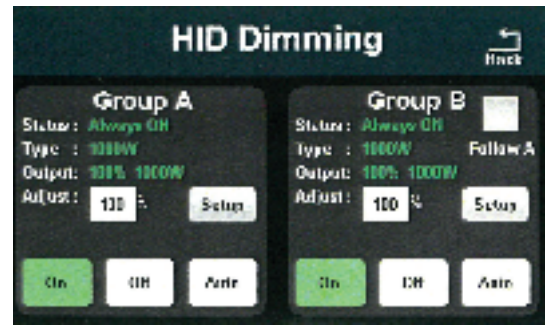 HID Dimming
Back
Group A
Status: Always ON
Type : 1000W
Output: 100% 1000W
Adjust: 100 % Setup
On Off Auto
Group B
Status: Always ON
Type : 1000W Follow A
Output: 100% 1000W
Adjust: 100 % Setup
On Off Auto